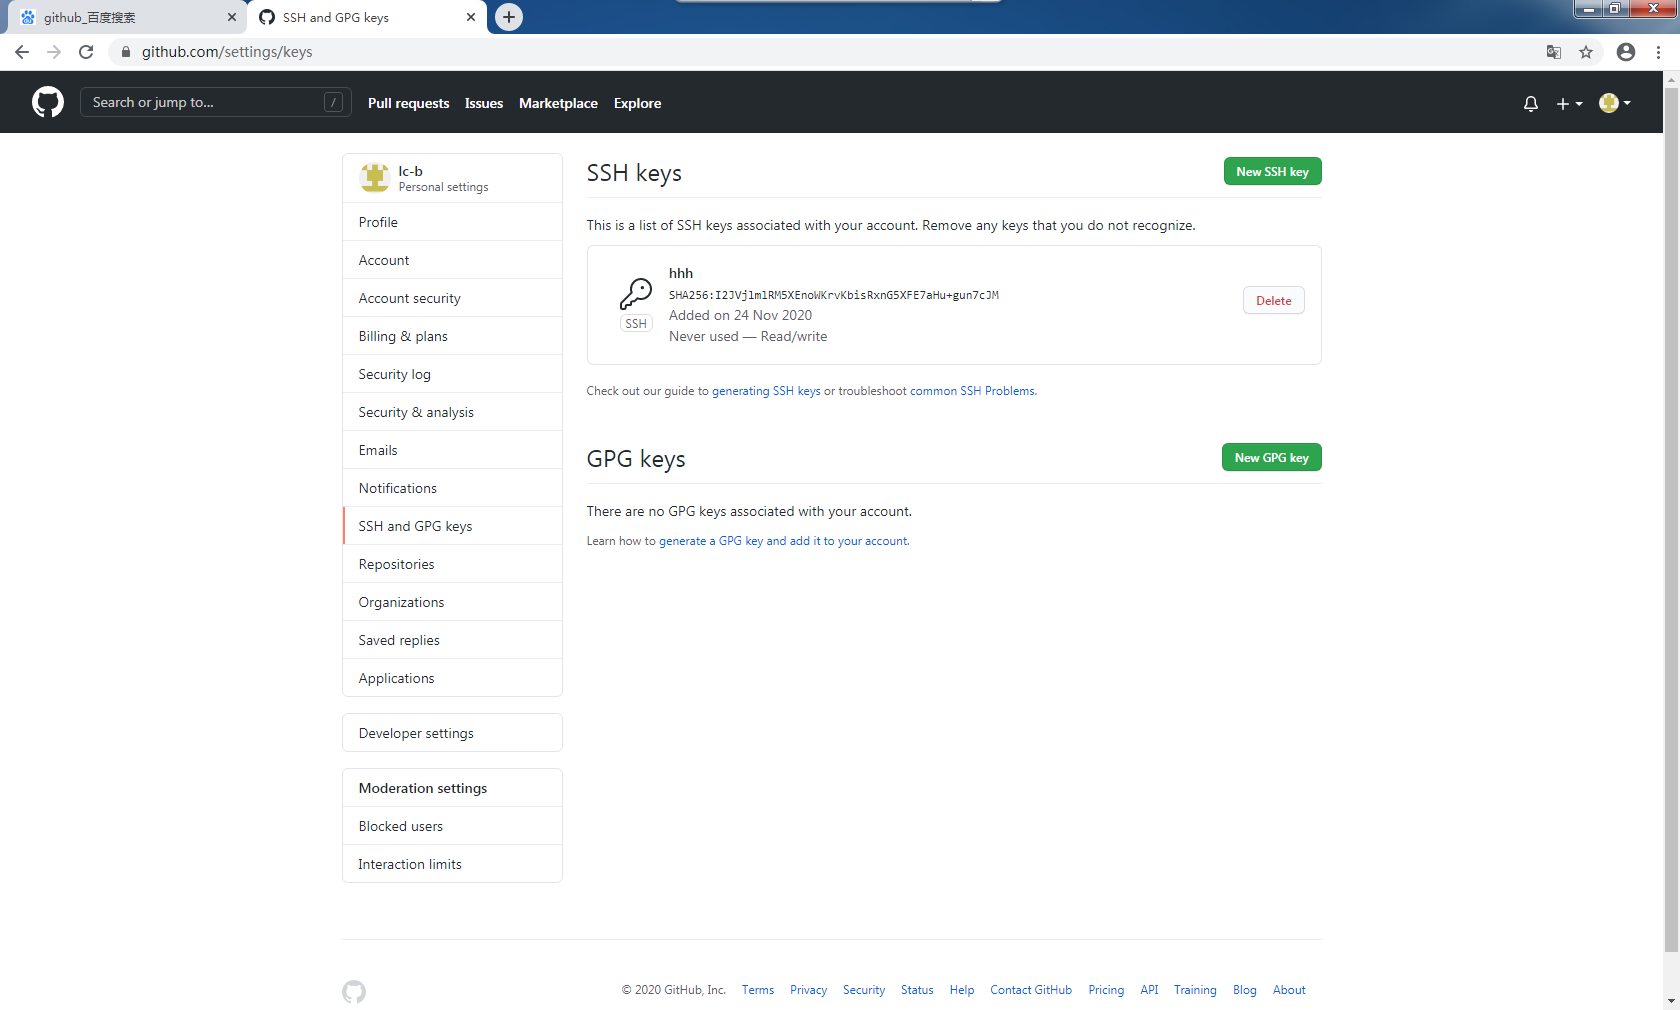 github_百度搜索
SSH and GPG keys
github.com/settings/keys
Search or jump to...
/
Pull requests
Issues
Marketplace
Explore
lc-b
Personal settings
Profile
Account
Account security
Billing & plans
Security log
Security & analysis
Emails
Notifications
SSH and GPG keys
Repositories
Organizations
Saved replies
Applications
Developer settings
Moderation settings
Blocked users
Interaction limits
SSH keys
New SSH key
This is a list of SSH keys associated with your account. Remove any keys that you do not recognize.
SSH
hhh
SHA256:I2JVjlmlRM5XEnoWKrvKbisRxnG5XFE7aHu+gun7cJM
Added on 24 Nov 2020
Never used — Read/write
Delete
Check out our guide to generating SSH keys or troubleshoot common SSH Problems.
GPG keys
New GPG key
There are no GPG keys associated with your account.
Learn how to generate a GPG key and add it to your account.
© 2020 GitHub, Inc.
Terms
Privacy
Security
Status
Help
Contact GitHub
Pricing
API
Training
Blog
About